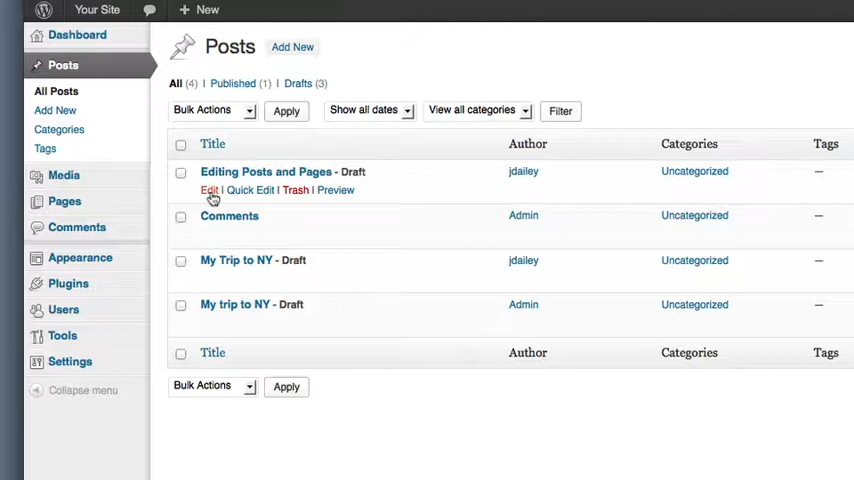 Your Site New
Dashboard
Posts
All Posts
Add New
Categories
Tags
Media
Pages
Comments
Appearance
Plugins
Users
Tools
Settings
Collapse menu
Posts Add New
All (4) | Published (1) | Drafts (3)
Bulk Actions Apply Show all dates View all categories Filter
Title Author Categories Tags
Editing Posts and Pages - Draft jdailey Uncategorized —
Edit | Quick Edit | Trash | Preview
Comments Admin Uncategorized —
My Trip to NY - Draft jdailey Uncategorized —
My trip to NY - Draft Admin Uncategorized —
Title Author Categories Tags
Bulk Actions Apply